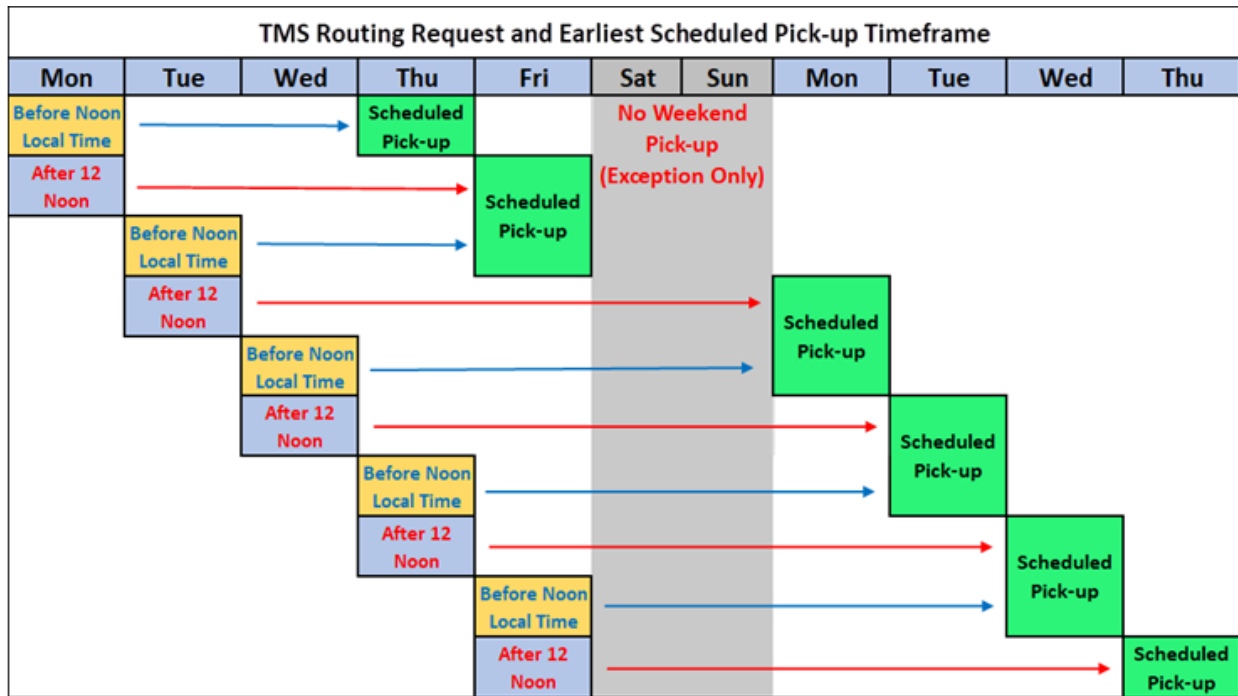 TMS Routing Request and Earliest Scheduled Pick-up Timeframe
Mon Tue Wed Thu Fri Sat Sun Mon Tue Wed Thu
Before Noon
Local Time
Scheduled
Pick-up
No Weekend
Pick-up
(Exception Only)
After 12
Noon
Scheduled
Pick-up
Before Noon
Local Time
After 12
Noon
Scheduled
Pick-up
Before Noon
Local Time
After 12
Noon
Scheduled
Pick-up
Before Noon
Local Time
After 12
Noon
Scheduled
Pick-up
Before Noon
Local Time
After 12
Noon
Scheduled
Pick-up